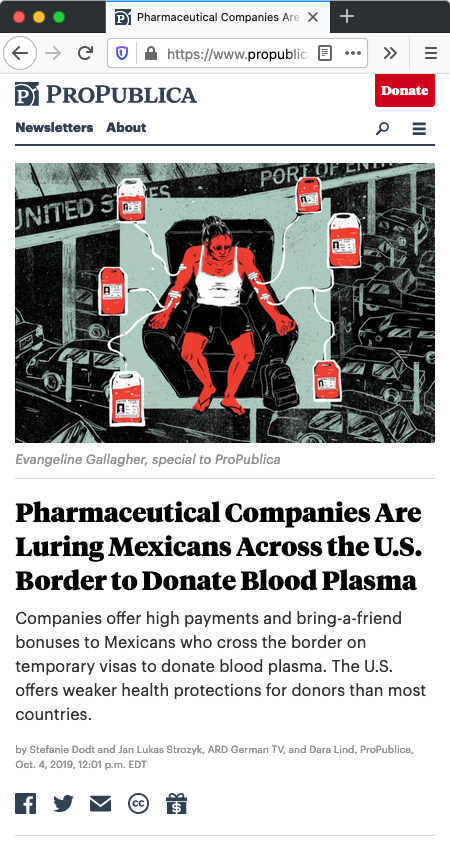 Pharmaceutical Companies Are
https://www.propublic
PROPUBLICA
Donate
Newsletters About
UNITED STATES
PORT OF ENT
Evangeline Gallagher, special to ProPublica
Pharmaceutical Companies Are
Luring Mexicans Across the U.S.
Border to Donate Blood Plasma
Companies offer high payments and bring-a-friend
bonuses to Mexicans who cross the border on
temporary visas to donate blood plasma. The U.S.
offers weaker health protections for donors than most
countries.
by Stefanie Dodt and Jan Lukas Strozyk, ARD German TV, and Dara Lind, ProPublica,
Oct. 4, 2019, 12:01 p.m. EDT